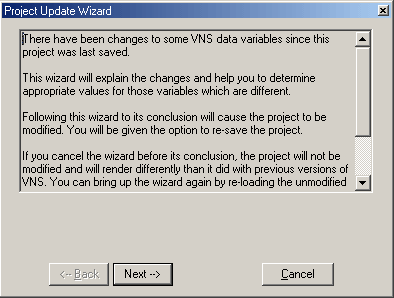 Project Update Wizard
There have been changes to some VNS data variables since this
project was last saved.
This wizard will explain the changes and help you to determine
appropriate values for those variables which are different.
Following this wizard to its conclusion will cause the project to be
modified. You will be given the option to re-save the project.
If you cancel the wizard before its conclusion, the project will not be
modified and will render differently than it did with previous versions of
VNS. You can bring up the wizard again by re-loading the unmodified
<-- Back
Next -->
Cancel